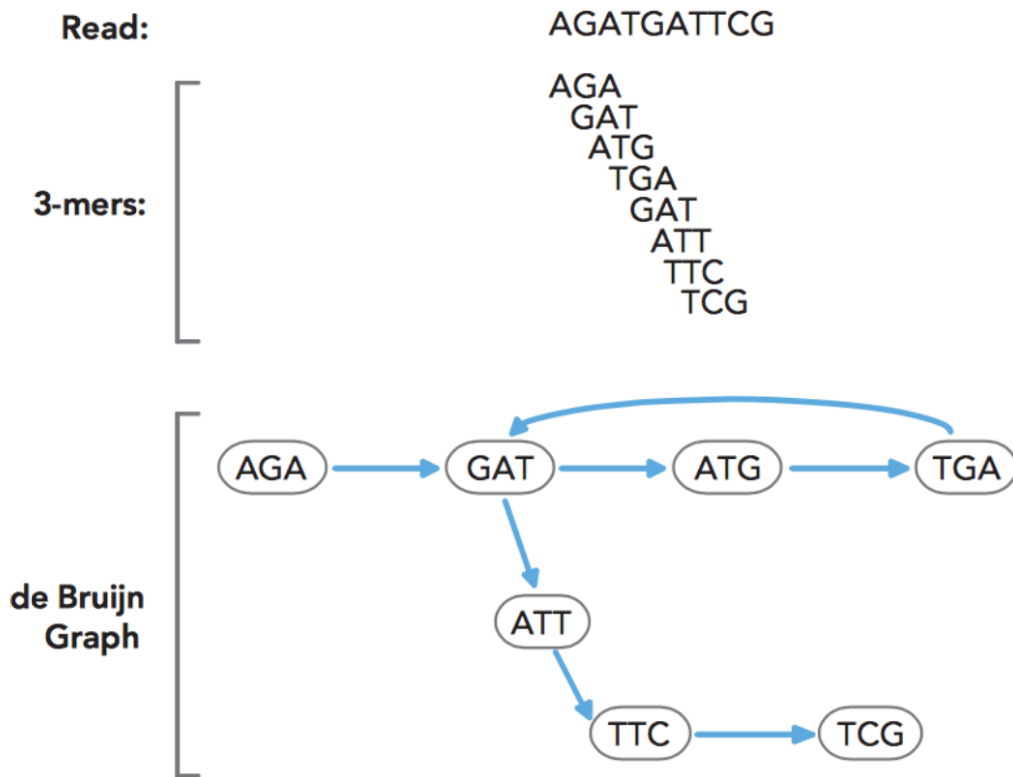 Read: AGATGATTCG
3-mers:
AGA
GAT
ATG
TGA
GAT
ATT
TTC
TCG
de Bruijn
Graph
AGA GAT ATG TGA
ATT
TTC TCG